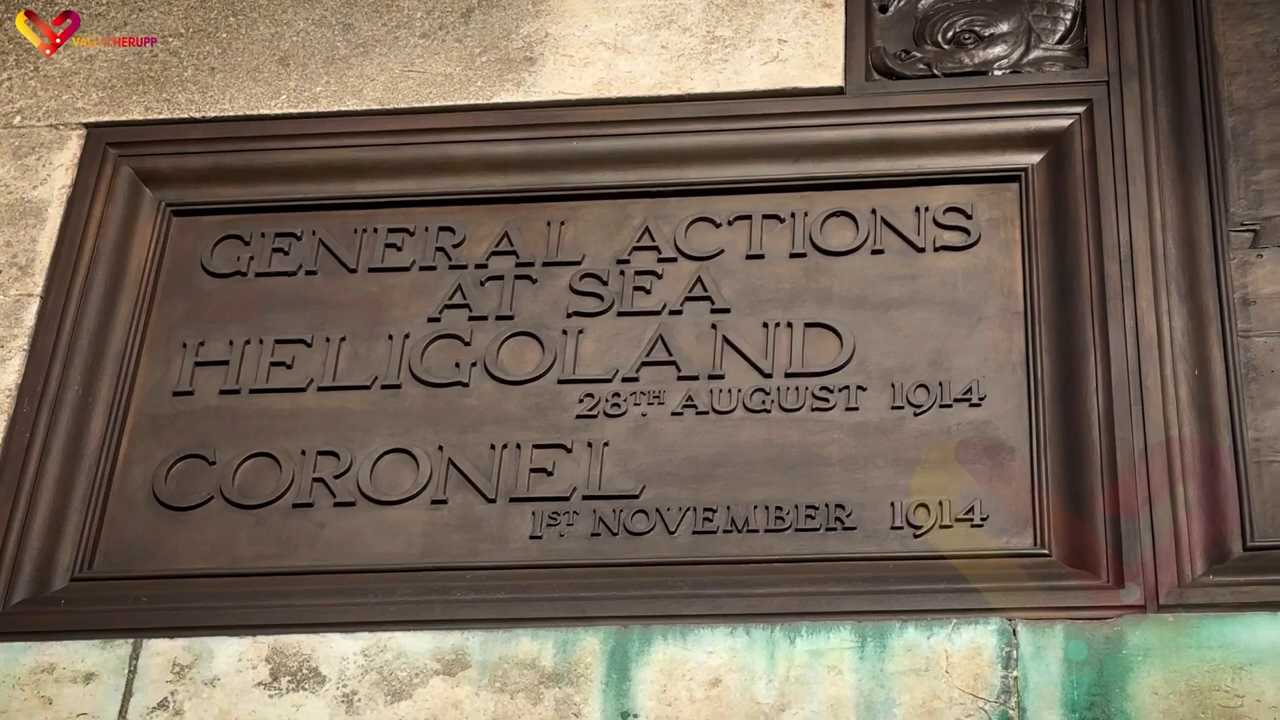 GENERAL ACTIONS
AT SEA
HELIGOLAND
28TH AUGUST 1914
CORONEL
1ST NOVEMBER 1914